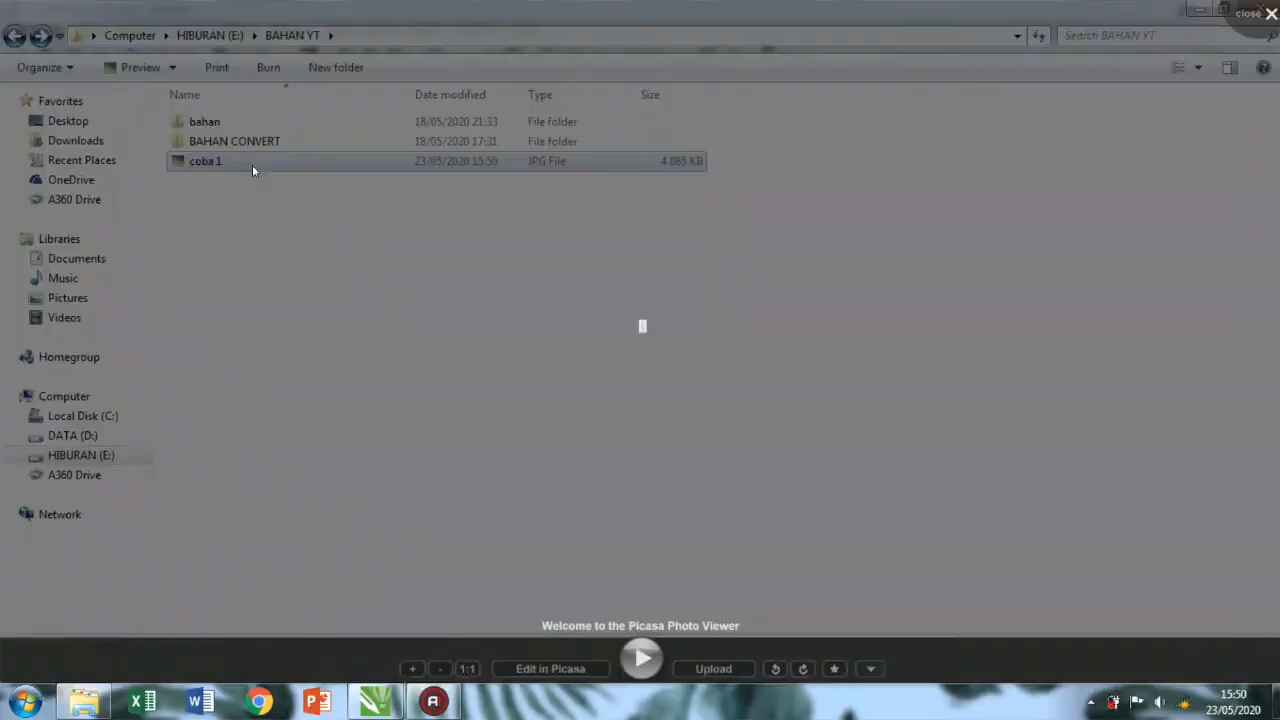 close
Computer HIBURAN (E:) BAHAN YT
Search BAHAN YT
Organize Preview Print Burn New folder
Name Date modified Type Size
Favorites
Desktop
Downloads
Recent Places
OneDrive
A360 Drive
Libraries
Documents
Music
Pictures
Videos
Homegroup
Computer
Local Disk (C:)
DATA (D:)
HIBURAN (E:)
A360 Drive
Network
bahan 18/05/2020 21:33 File folder
BAHAN CONVERT 18/05/2020 17:31 File folder
coba 1 23/05/2020 15:50 JPG File 4.085 KB
Welcome to the Picasa Photo Viewer
+ - 1:1 Edit in Picasa Upload
15:50
23/05/2020